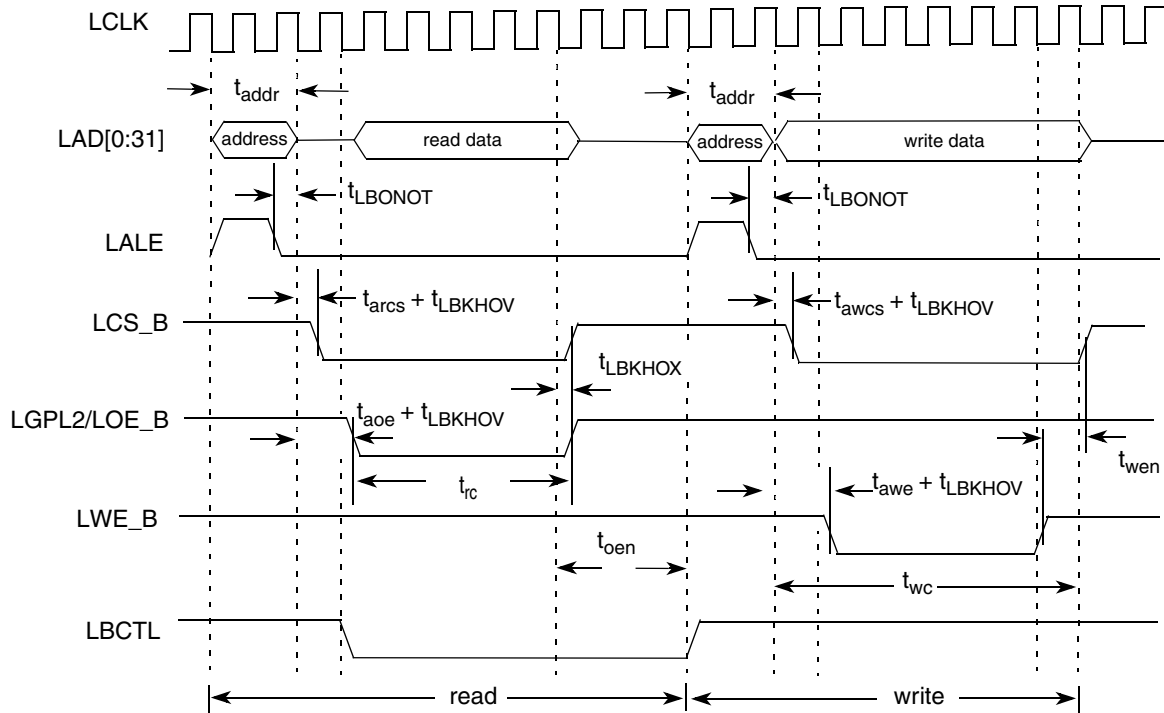 LCLK
t_addr t_addr
LAD[0:31] address read data address write data
t_LBONOT t_LBONOT
LALE
t_arcs + t_LBKHOV t_awcs + t_LBKHOV
LCS_B
t_LBKHOX
LGPL2/LOE_B t_aoe + t_LBKHOV
t_wen
t_rc t_awe + t_LBKHOV
LWE_B
t_oen
t_wc
LBCTL
read write